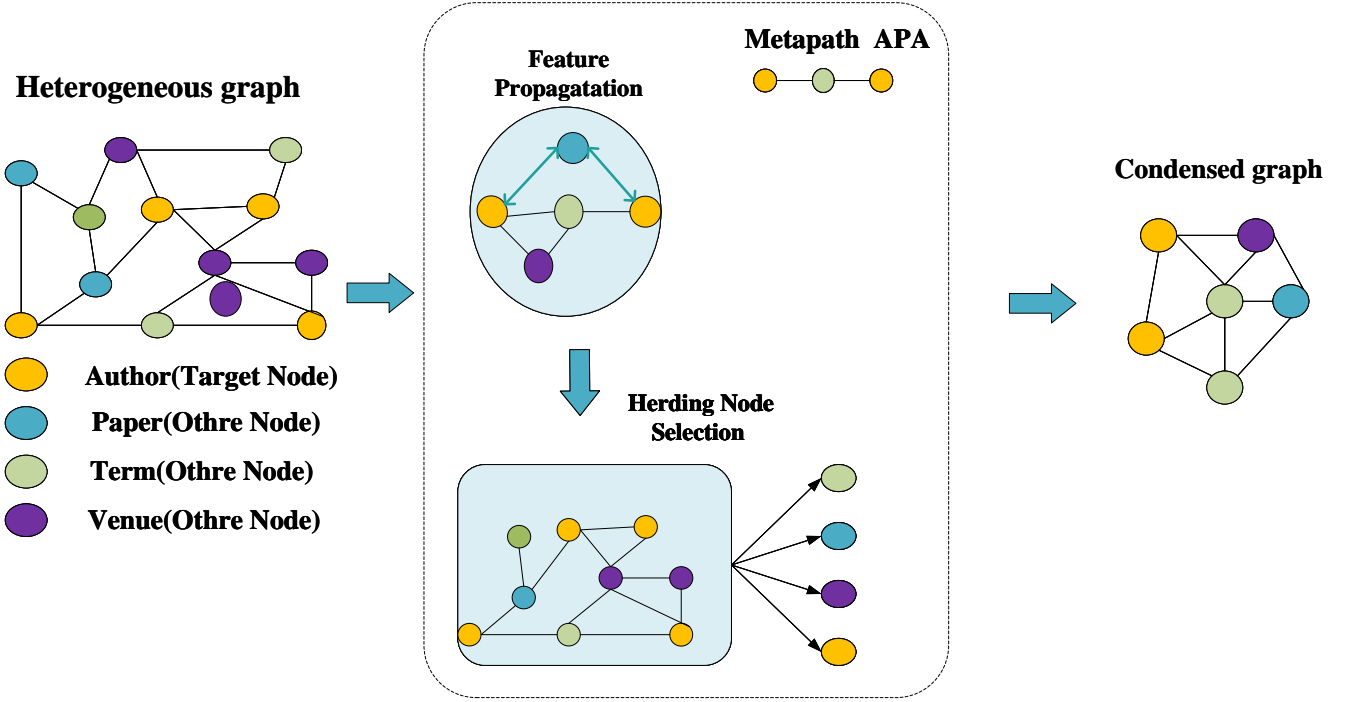 Heterogeneous graph
Author(Target Node)
Paper(Othre Node)
Term(Othre Node)
Venue(Othre Node)
Feature
Propagatation
Metapath APA
Herding Node
Selection
Condensed graph